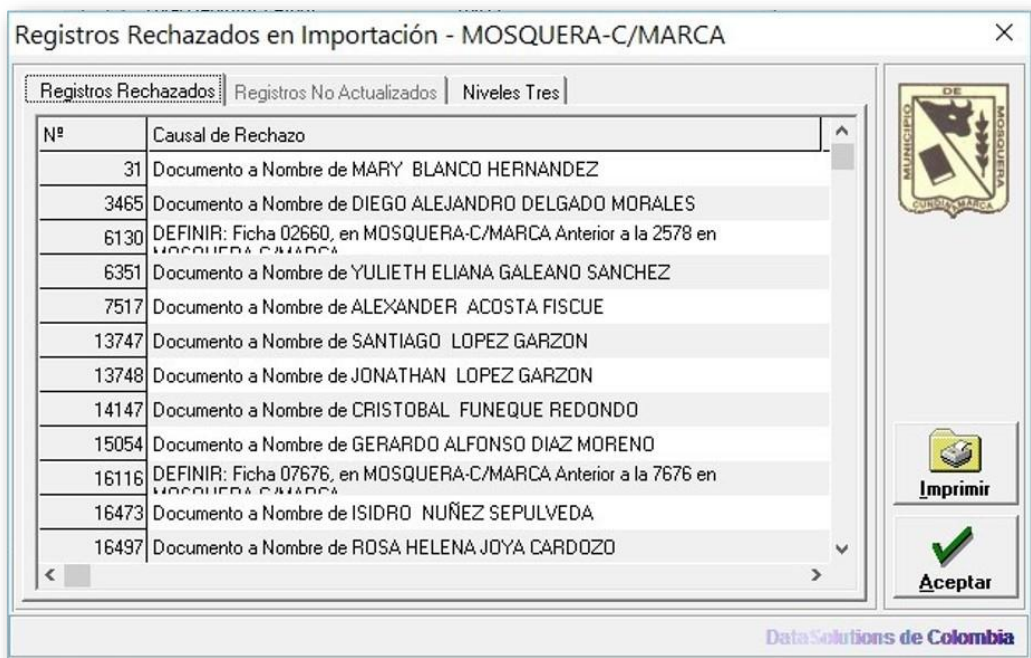 Registros Rechazados en Importación - MOSQUERA-C/MARCA
Registros Rechazados Registros No Actualizados Niveles Tres
Nº Causal de Rechazo
31 Documento a Nombre de MARY BLANCO HERNANDEZ
3465 Documento a Nombre de DIEGO ALEJANDRO DELGADO MORALES
6130 DEFINIR: Ficha 02660, en MOSQUERA-C/MARCA Anterior a la 2578 en
MOSQUERA-C/MARCA
6351 Documento a Nombre de YULIETH ELIANA GALEANO SANCHEZ
7517 Documento a Nombre de ALEXANDER ACOSTA FISCUE
13747 Documento a Nombre de SANTIAGO LOPEZ GARZON
13748 Documento a Nombre de JONATHAN LOPEZ GARZON
14147 Documento a Nombre de CRISTOBAL FUNEQUE REDONDO
15054 Documento a Nombre de GERARDO ALFONSO DIAZ MORENO
16116 DEFINIR: Ficha 07676, en MOSQUERA-C/MARCA Anterior a la 7676 en
MOSQUERA-C/MARCA
16473 Documento a Nombre de ISIDRO NUÑEZ SEPULVEDA
16497 Documento a Nombre de ROSA HELENA JOYA CARDOZO
MUNICIPIO DE MOSQUERA
CUNDINAMARCA
Imprimir
Aceptar
DataSolutions de Colombia